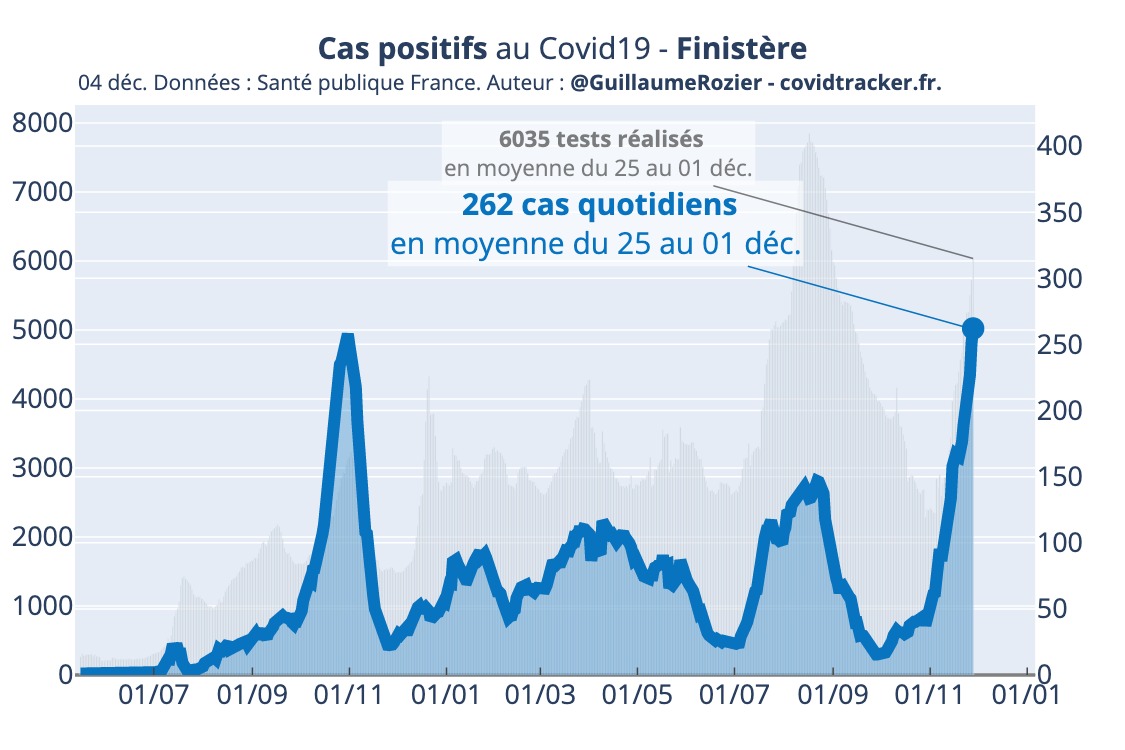 Cas positifs au Covid19 - Finistère
04 déc. Données : Santé publique France. Auteur : @GuillaumeRozier - covidtracker.fr.
8000
7000
6000
5000
4000
3000
2000
1000
0
6035 tests réalisés
en moyenne du 25 au 01 déc.
262 cas quotidiens
en moyenne du 25 au 01 déc.
400
350
300
250
200
150
100
50
0
01/07 01/09 01/11 01/01 01/03 01/05 01/07 01/09 01/11 01/01